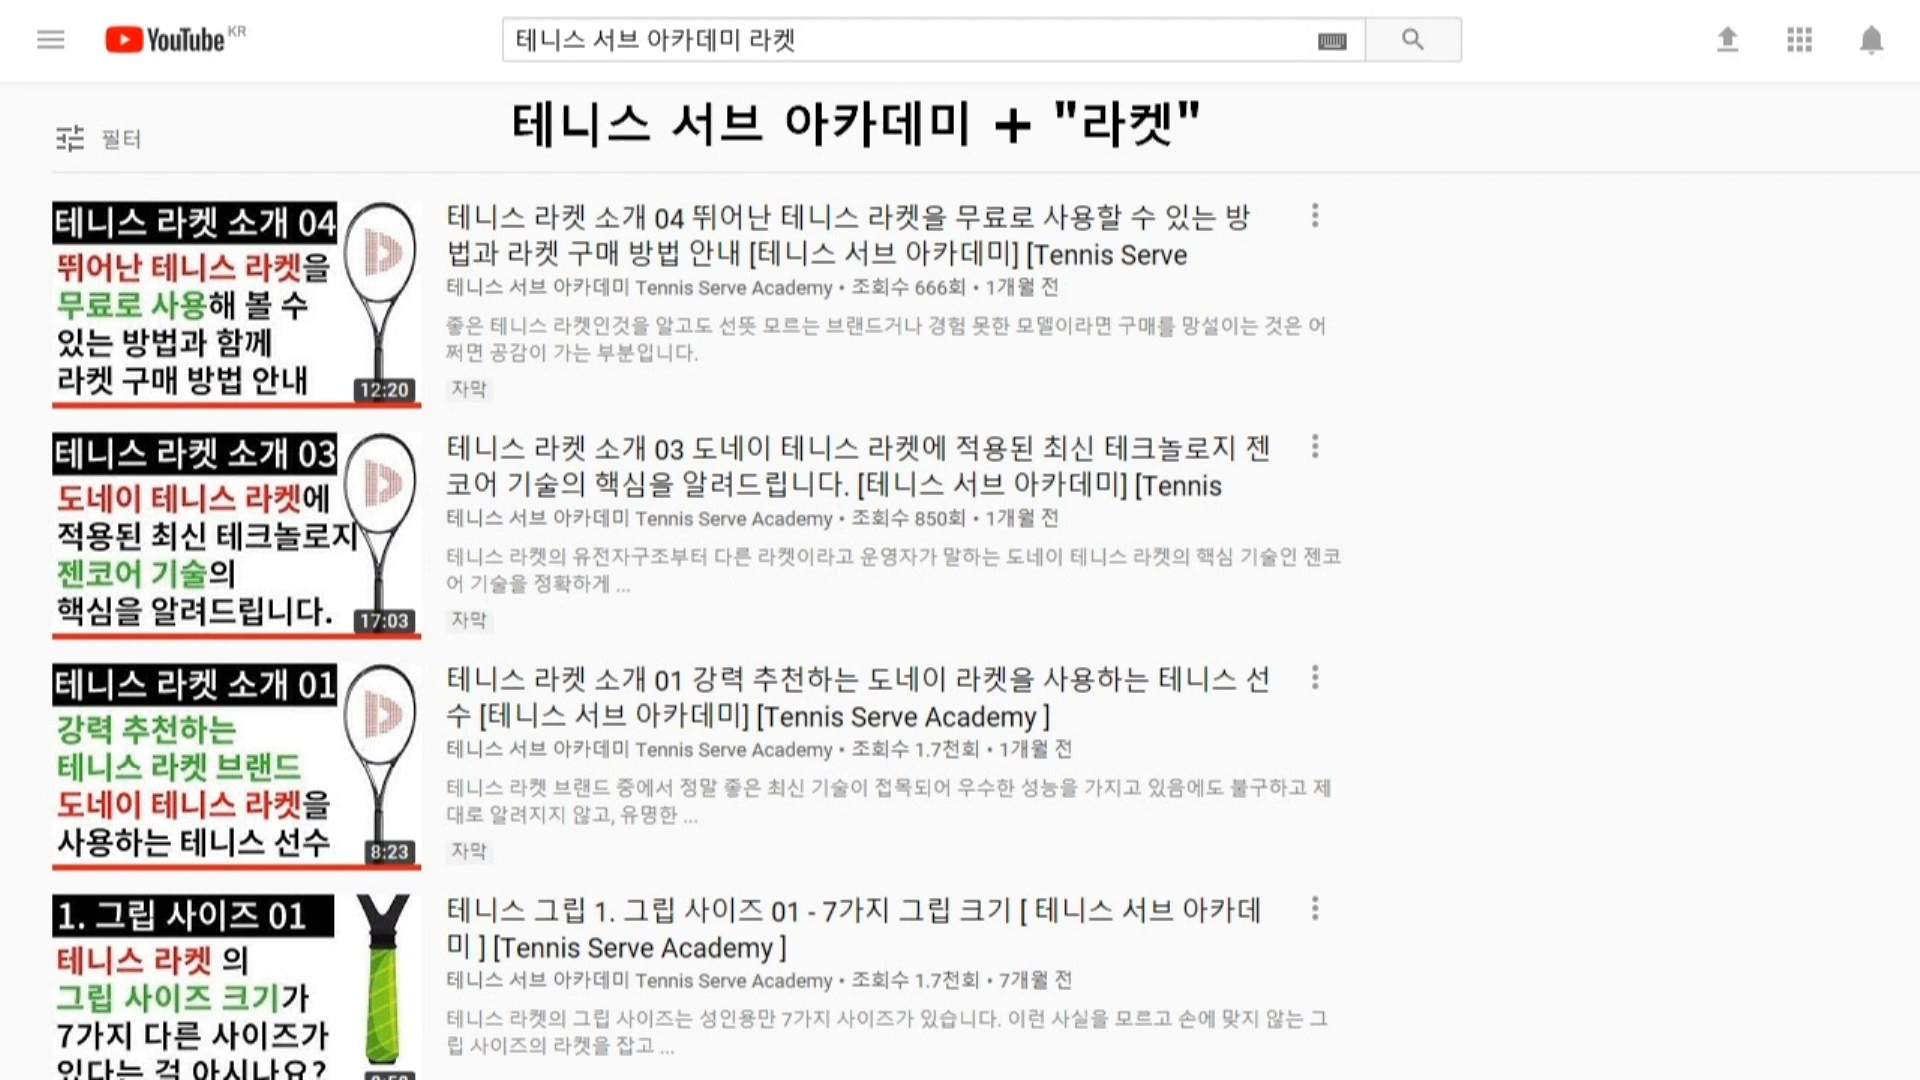 YouTube KR
테니스 서브 아카데미 라켓
테니스 서브 아카데미 + "라켓"
필터
테니스 라켓 소개 04
뛰어난 테니스 라켓을
무료로 사용해 볼 수
있는 방법과 함께
라켓 구매 방법 안내
12:20
테니스 라켓 소개 04 뛰어난 테니스 라켓을 무료로 사용할 수 있는 방
법과 라켓 구매 방법 안내 [테니스 서브 아카데미] [Tennis Serve
테니스 서브 아카데미 Tennis Serve Academy • 조회수 666회 • 1개월 전
좋은 테니스 라켓인것을 알고도 선뜻 모르는 브랜드거나 경험 못한 모델이라면 구매를 망설이는 것은 어
쩌면 공감이 가는 부분입니다.
자막
테니스 라켓 소개 03
도네이 테니스 라켓에
적용된 최신 테크놀로지
젠코어 기술의
핵심을 알려드립니다.
17:03
테니스 라켓 소개 03 도네이 테니스 라켓에 적용된 최신 테크놀로지 젠
코어 기술의 핵심을 알려드립니다. [테니스 서브 아카데미] [Tennis
테니스 서브 아카데미 Tennis Serve Academy • 조회수 850회 • 1개월 전
테니스 라켓의 유전자구조부터 다른 라켓이라고 운영자가 말하는 도네이 테니스 라켓의 핵심 기술인 젠코
어 기술을 정확하게 ...
자막
테니스 라켓 소개 01
강력 추천하는
테니스 라켓 브랜드
도네이 테니스 라켓을
사용하는 테니스 선수
8:23
테니스 라켓 소개 01 강력 추천하는 도네이 라켓을 사용하는 테니스 선
수 [테니스 서브 아카데미] [Tennis Serve Academy ]
테니스 서브 아카데미 Tennis Serve Academy • 조회수 1.7천회 • 1개월 전
테니스 라켓 브랜드 중에서 정말 좋은 최신 기술이 접목되어 우수한 성능을 가지고 있음에도 불구하고 제
대로 알려지지 않고, 유명한 ...
자막
1. 그립 사이즈 01
테니스 라켓 의
그립 사이즈 크기가
7가지 다른 사이즈가
있다는 걸 아시나요?
테니스 그립 1. 그립 사이즈 01 - 7가지 그립 크기 [ 테니스 서브 아카데
미 ] [Tennis Serve Academy ]
테니스 서브 아카데미 Tennis Serve Academy • 조회수 1.7천회 • 7개월 전
테니스 라켓의 그립 사이즈는 성인용만 7가지 사이즈가 있습니다. 이런 사실을 모르고 손에 맞지 않는 그
립 사이즈의 라켓을 잡고 ...